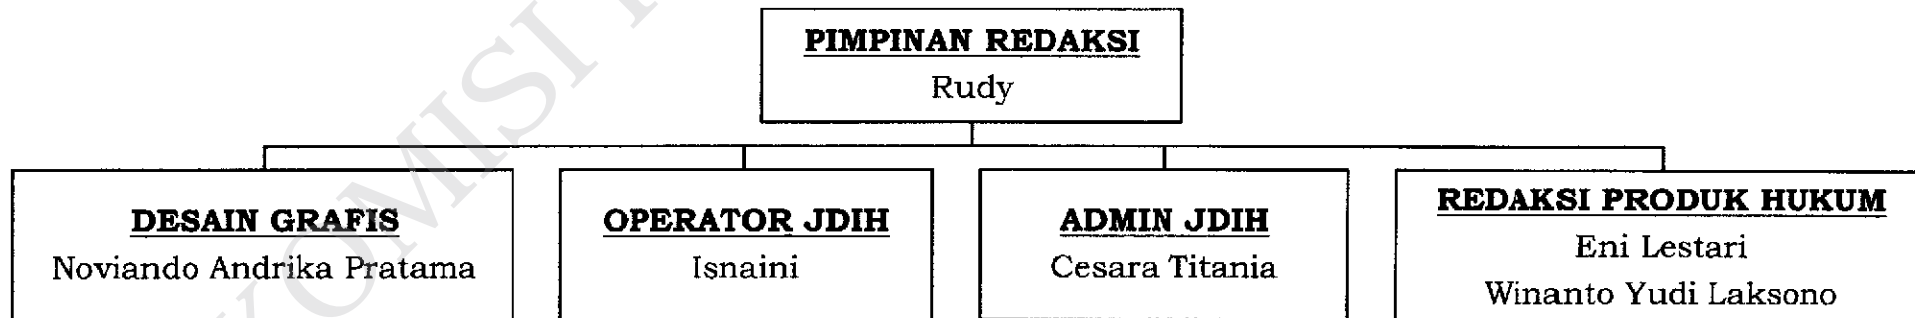 PIMPINAN REDAKSI
Rudy
DESAIN GRAFIS
Noviando Andrika Pratama
OPERATOR JDIH
Isnaini
ADMIN JDIH
Cesara Titania
REDAKSI PRODUK HUKUM
Eni Lestari
Winanto Yudi Laksono
KOMISI